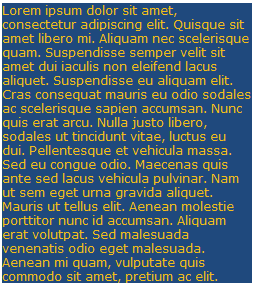 Lorem ipsum dolor sit amet,
consectetur adipiscing elit. Quisque sit
amet libero mi. Aliquam nec scelerisque
quam. Suspendisse semper velit sit
amet dui iaculis non eleifend lacus
aliquet. Suspendisse eu aliquam elit.
Cras consequat mauris eu odio sodales
ac scelerisque sapien accumsan. Nunc
quis erat arcu. Nulla justo libero,
sodales ut tincidunt vitae, luctus eu
dui. Pellentesque et vehicula massa.
Sed eu congue odio. Maecenas quis
ante sed lacus vehicula pulvinar. Nam
ut sem eget urna gravida aliquet.
Mauris ut tellus elit. Aenean molestie
porttitor nunc id accumsan. Aliquam
erat volutpat. Sed malesuada
venenatis odio eget malesuada.
Aenean mi quam, vulputate quis
commodo sit amet, pretium ac elit.